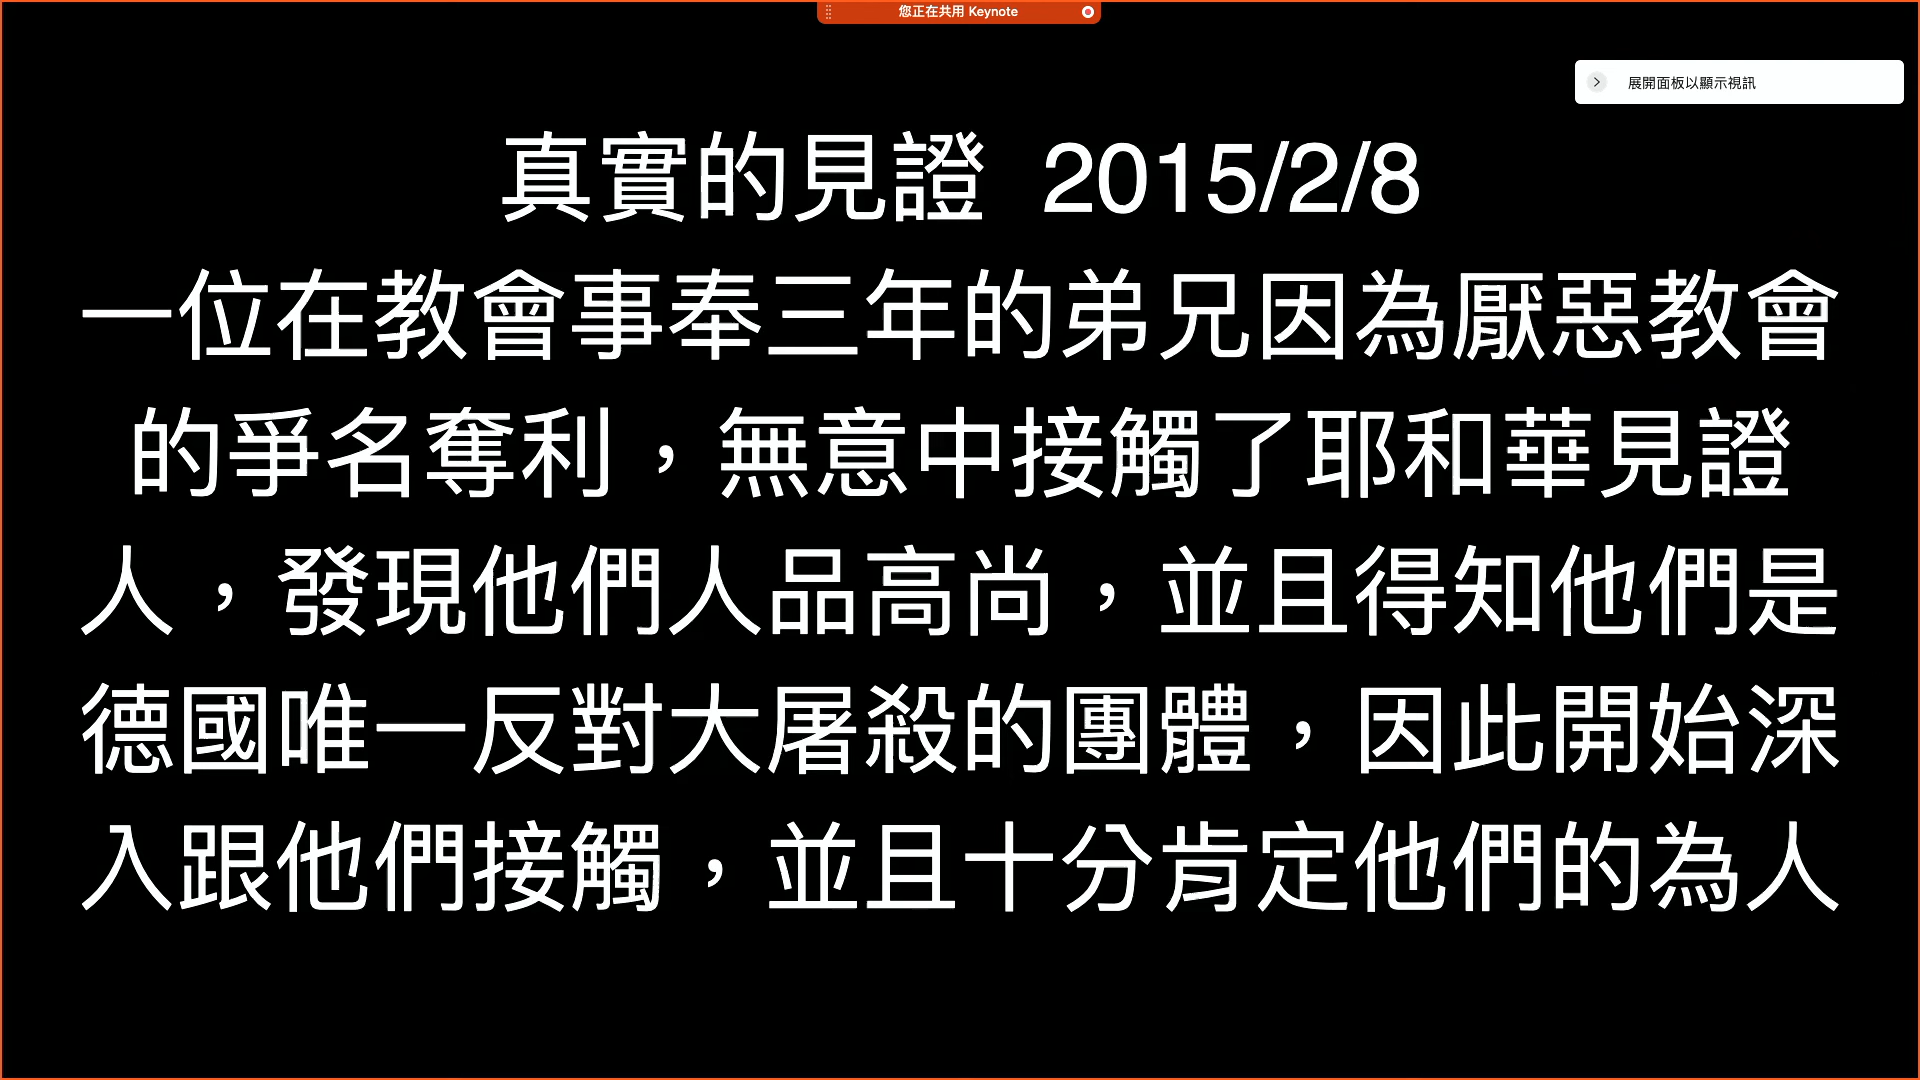 您正在共用 Keynote
展開面板以顯示視訊
真實的見證 2015/2/8
一位在教會事奉三年的弟兄因為厭惡教會
的爭名奪利，無意中接觸了耶和華見證
人，發現他們人品高尚，並且得知他們是
德國唯一反對大屠殺的團體，因此開始深
入跟他們接觸，並且十分肯定他們的為人